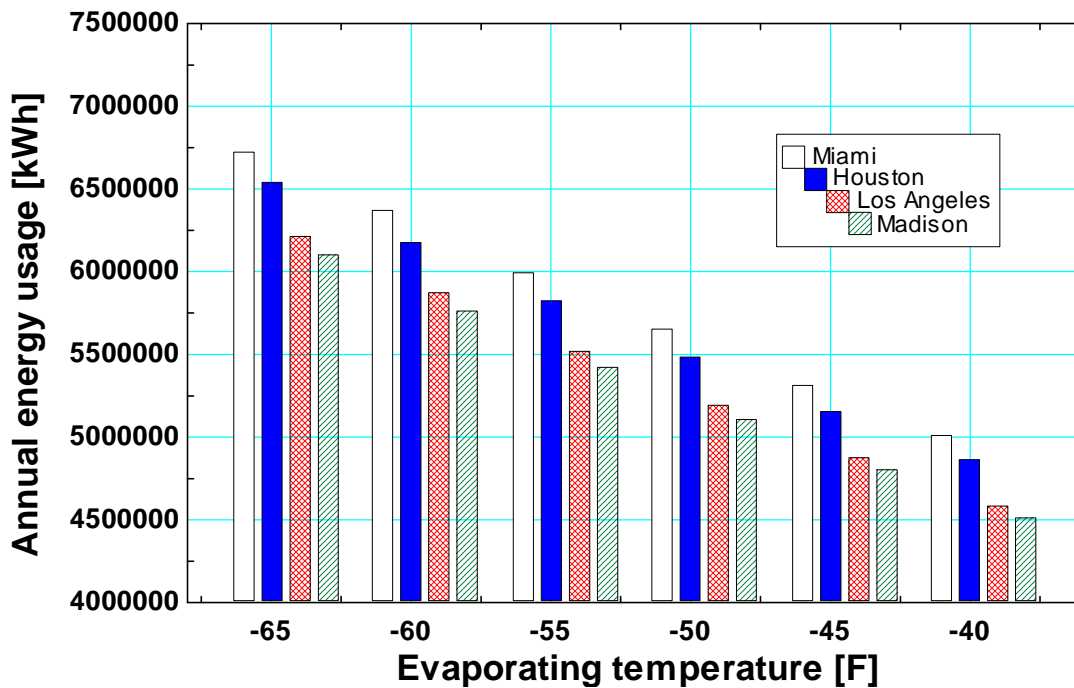 Annual energy usage [kWh]
7500000
7000000
6500000
6000000
5500000
5000000
4500000
4000000
Miami
Houston
Los Angeles
Madison
-65 -60 -55 -50 -45 -40
Evaporating temperature [F]